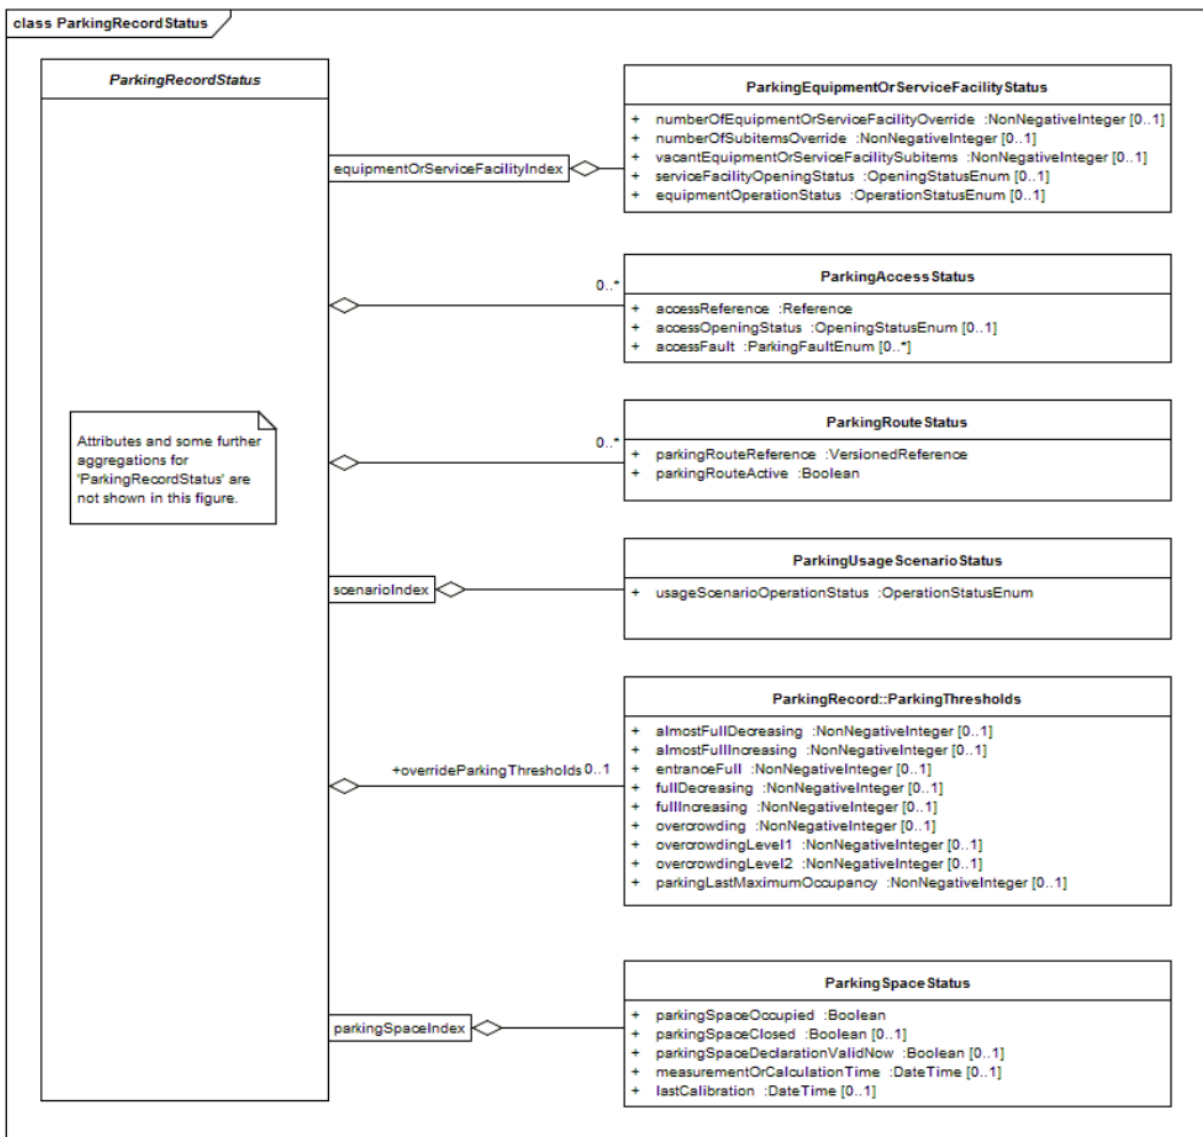 class ParkingRecordStatus
ParkingRecordStatus
Attributes and some further
aggregations for
'ParkingRecordStatus' are
not shown in this figure.
equipmentOrServiceFacilityIndex
ParkingEquipmentOrServiceFacilityStatus
+ numberOfEquipmentOrServiceFacilityOverride :NonNegativeInteger [0..1]
+ numberOfSubitemsOverride :NonNegativeInteger [0..1]
+ vacantEquipmentOrServiceFacilitySubitems :NonNegativeInteger [0..1]
+ serviceFacilityOpeningStatus :OpeningStatusEnum [0..1]
+ equipmentOperationStatus :OperationStatusEnum [0..1]
0..*
ParkingAccessStatus
+ accessReference :Reference
+ accessOpeningStatus :OpeningStatusEnum [0..1]
+ accessFault :ParkingFaultEnum [0..*]
0..*
ParkingRouteStatus
+ parkingRouteReference :VersionedReference
+ parkingRouteActive :Boolean
scenarioIndex
ParkingUsageScenarioStatus
+ usageScenarioOperationStatus :OperationStatusEnum
+overrideParkingThresholds 0..1
ParkingRecord::ParkingThresholds
+ almostFullDecreasing :NonNegativeInteger [0..1]
+ almostFullIncreasing :NonNegativeInteger [0..1]
+ entranceFull :NonNegativeInteger [0..1]
+ fullDecreasing :NonNegativeInteger [0..1]
+ fullIncreasing :NonNegativeInteger [0..1]
+ overcrowding :NonNegativeInteger [0..1]
+ overcrowdingLevel1 :NonNegativeInteger [0..1]
+ overcrowdingLevel2 :NonNegativeInteger [0..1]
+ parkingLastMaximumOccupancy :NonNegativeInteger [0..1]
parkingSpaceIndex
ParkingSpaceStatus
+ parkingSpaceOccupied :Boolean
+ parkingSpaceClosed :Boolean [0..1]
+ parkingSpaceDeclarationValidNow :Boolean [0..1]
+ measurementOrCalculationTime :DateTime [0..1]
+ lastCalibration :DateTime [0..1]